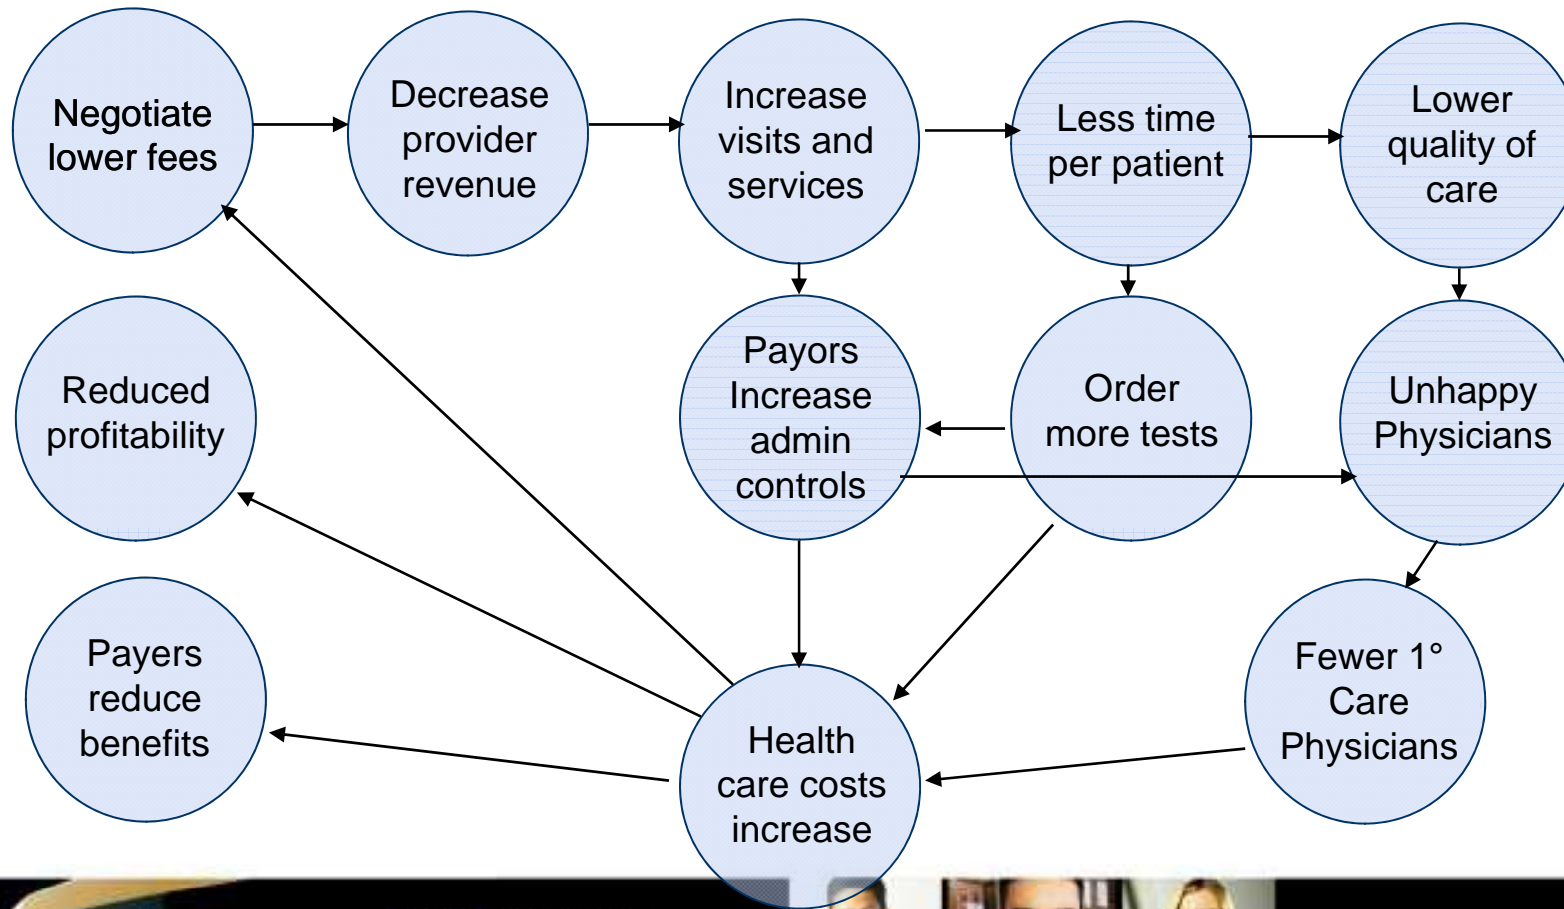 Negotiate
lower fees
Decrease
provider
revenue
Increase
visits and
services
Less time
per patient
Lower
quality of
care
Reduced
profitability
Payors
Increase
admin
controls
Order
more tests
Unhappy
Physicians
Payers
reduce
benefits
Health
care costs
increase
Fewer 1°
Care
Physicians